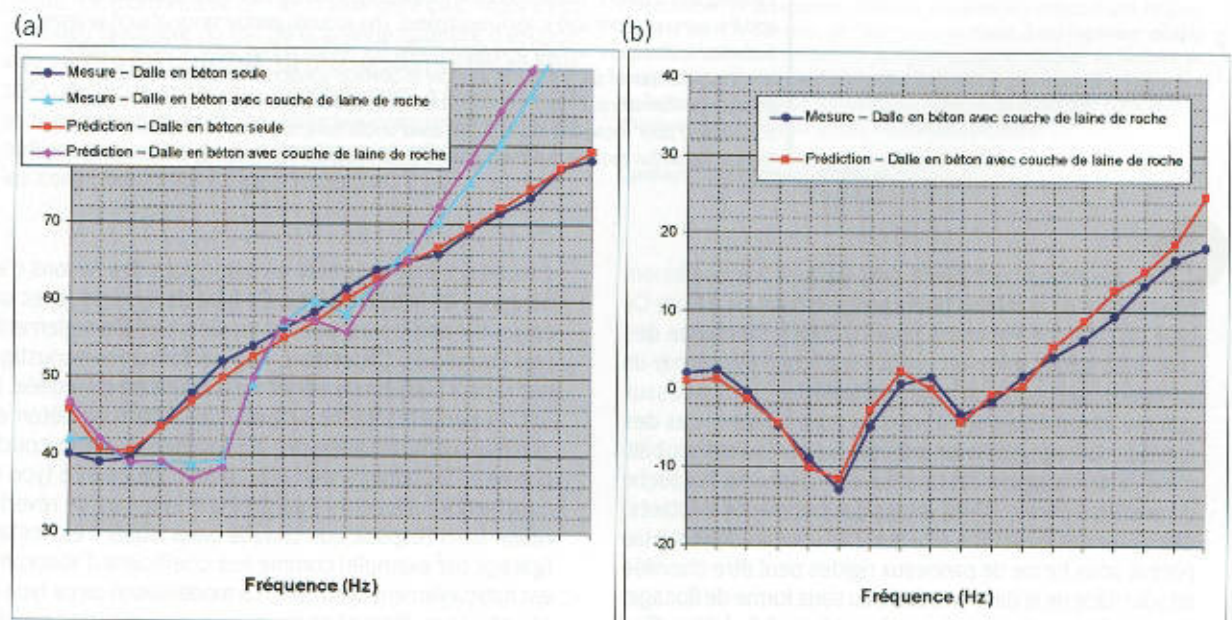 (a)
Mesure – Dalle en béton seule
Mesure – Dalle en béton avec couche de laine de roche
Prédiction – Dalle en béton seule
Prédiction – Dalle en béton avec couche de laine de roche
70
60
50
40
30
Fréquence (Hz)
(b)
40
30
20
10
0
-10
-20
Mesure – Dalle en béton avec couche de laine de roche
Prédiction – Dalle en béton avec couche de laine de roche
Fréquence (Hz)